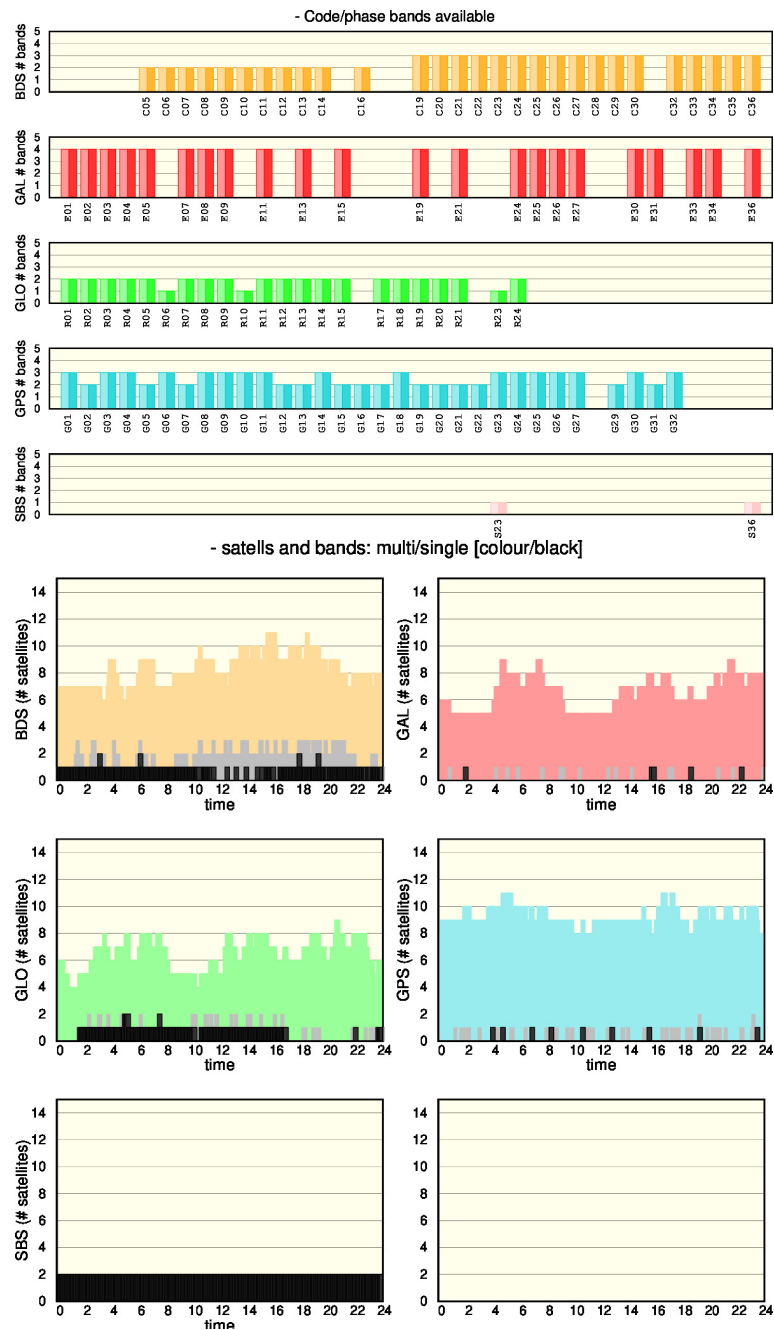 - Code/phase bands available
BDS # bands
5
4
3
2
1
0
C05 C06 C07 C08 C09 C10 C11 C12 C13 C14 C16 C19 C20 C21 C22 C23 C24 C25 C26 C27 C28 C29 C30 C32 C33 C34 C35 C36
GAL # bands
5
4
3
2
1
0
E01 E02 E03 E04 E05 E07 E08 E09 E11 E13 E15 E19 E21 E24 E25 E26 E27 E30 E31 E33 E34 E36
GLO # bands
5
4
3
2
1
0
R01 R02 R03 R04 R05 R06 R07 R08 R09 R10 R11 R12 R13 R14 R15 R17 R18 R19 R20 R21 R23 R24
GPS # bands
5
4
3
2
1
0
G01 G02 G03 G04 G05 G06 G07 G08 G09 G10 G11 G12 G13 G14 G15 G16 G17 G18 G19 G20 G21 G22 G23 G24 G25 G26 G27 G29 G30 G31 G32
SBS # bands
5
4
3
2
1
0
S23 S36
- satells and bands: multi/single [colour/black]
BDS (# satellites)
14
12
10
8
6
4
2
0
0 2 4 6 8 10 12 14 16 18 20 22 24
time
GAL (# satellites)
14
12
10
8
6
4
2
0
0 2 4 6 8 10 12 14 16 18 20 22 24
time
GLO (# satellites)
14
12
10
8
6
4
2
0
0 2 4 6 8 10 12 14 16 18 20 22 24
time
GPS (# satellites)
14
12
10
8
6
4
2
0
0 2 4 6 8 10 12 14 16 18 20 22 24
time
SBS (# satellites)
14
12
10
8
6
4
2
0
0 2 4 6 8 10 12 14 16 18 20 22 24
time
14
12
10
8
6
4
2
0
0 2 4 6 8 10 12 14 16 18 20 22 24